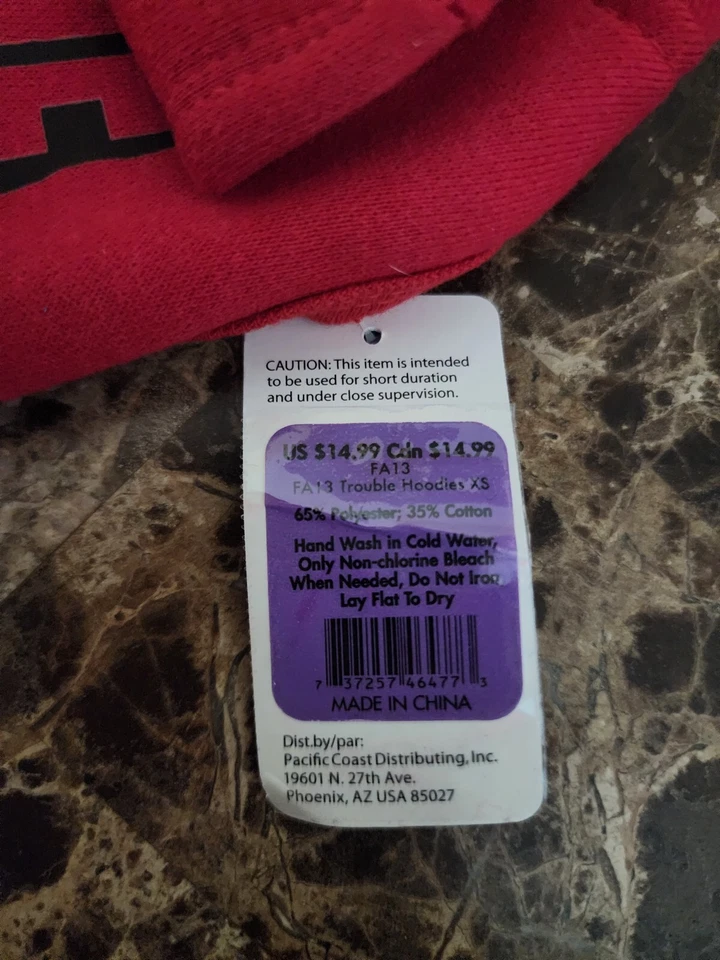 CAUTION: This item is intended
to be used for short duration
and under close supervision.
US $14.99 Cdn $14.99
FA13
FA13 Trouble Hoodies XS
65% Polyester; 35% Cotton
Hand Wash in Cold Water,
Only Non-chlorine Bleach
When Needed, Do Not Iron,
Lay Flat To Dry
7 37257 46477 3
MADE IN CHINA
Dist.by/par:
Pacific Coast Distributing, Inc.
19601 N. 27th Ave.
Phoenix, AZ USA 85027